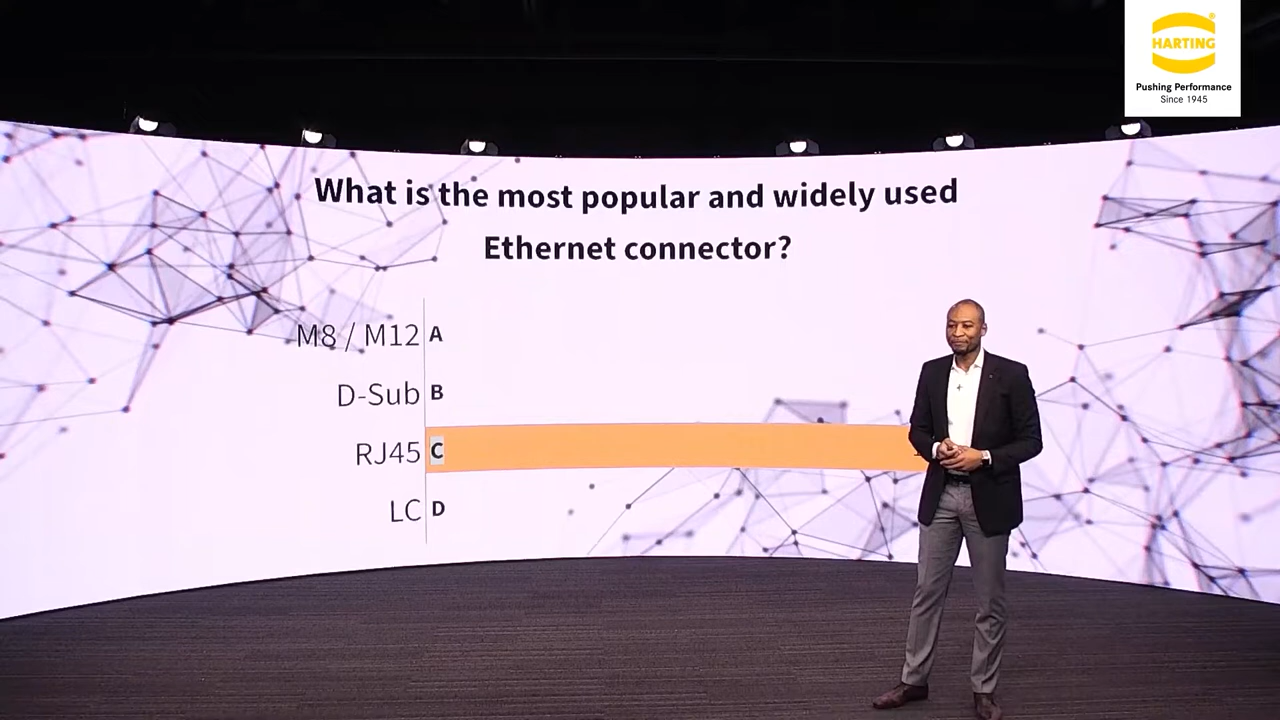 HARTING
Pushing Performance
Since 1945
What is the most popular and widely used
Ethernet connector?
M8 / M12 A
D-Sub B
RJ45 C
LC D